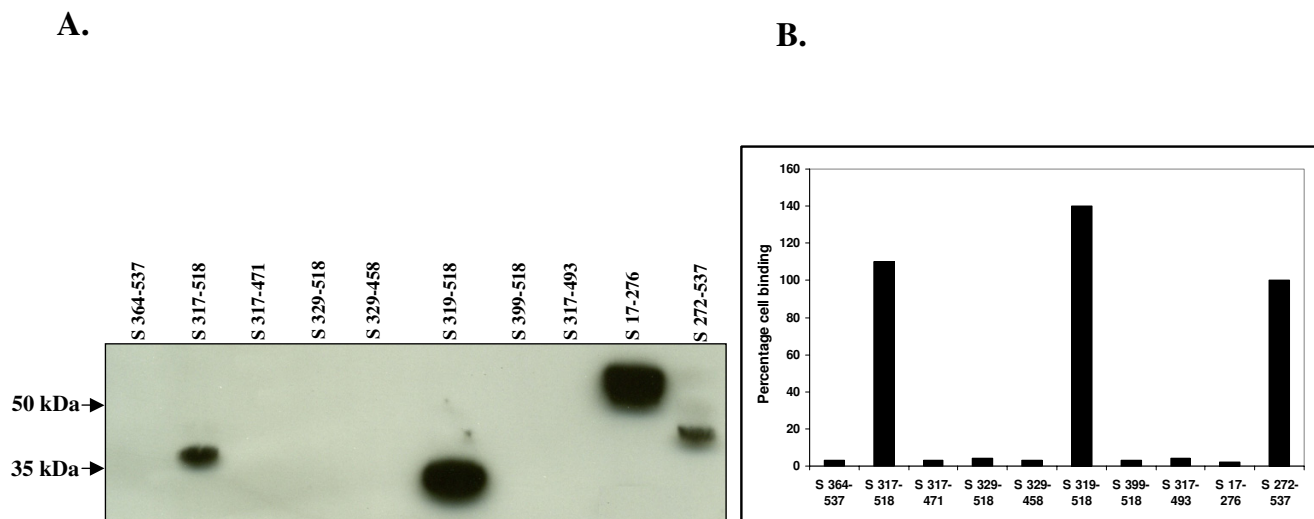 A.
B.
S 364-537
S 317-518
S 317-471
S 329-518
S 329-458
S 319-518
S 399-518
S 317-493
S 17-276
S 272-537
50 kDa
35 kDa
Percentage cell binding
160
140
120
100
80
60
40
20
0
S 364-
537
S 317-
518
S 317-
471
S 329-
518
S 329-
458
S 319-
518
S 399-
518
S 317-
493
S 17-
276
S 272-
537